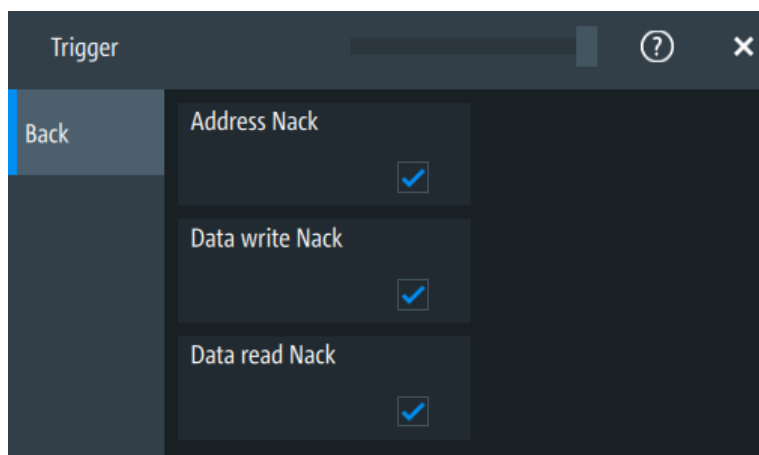 Trigger
Back
Address Nack
Data write Nack
Data read Nack